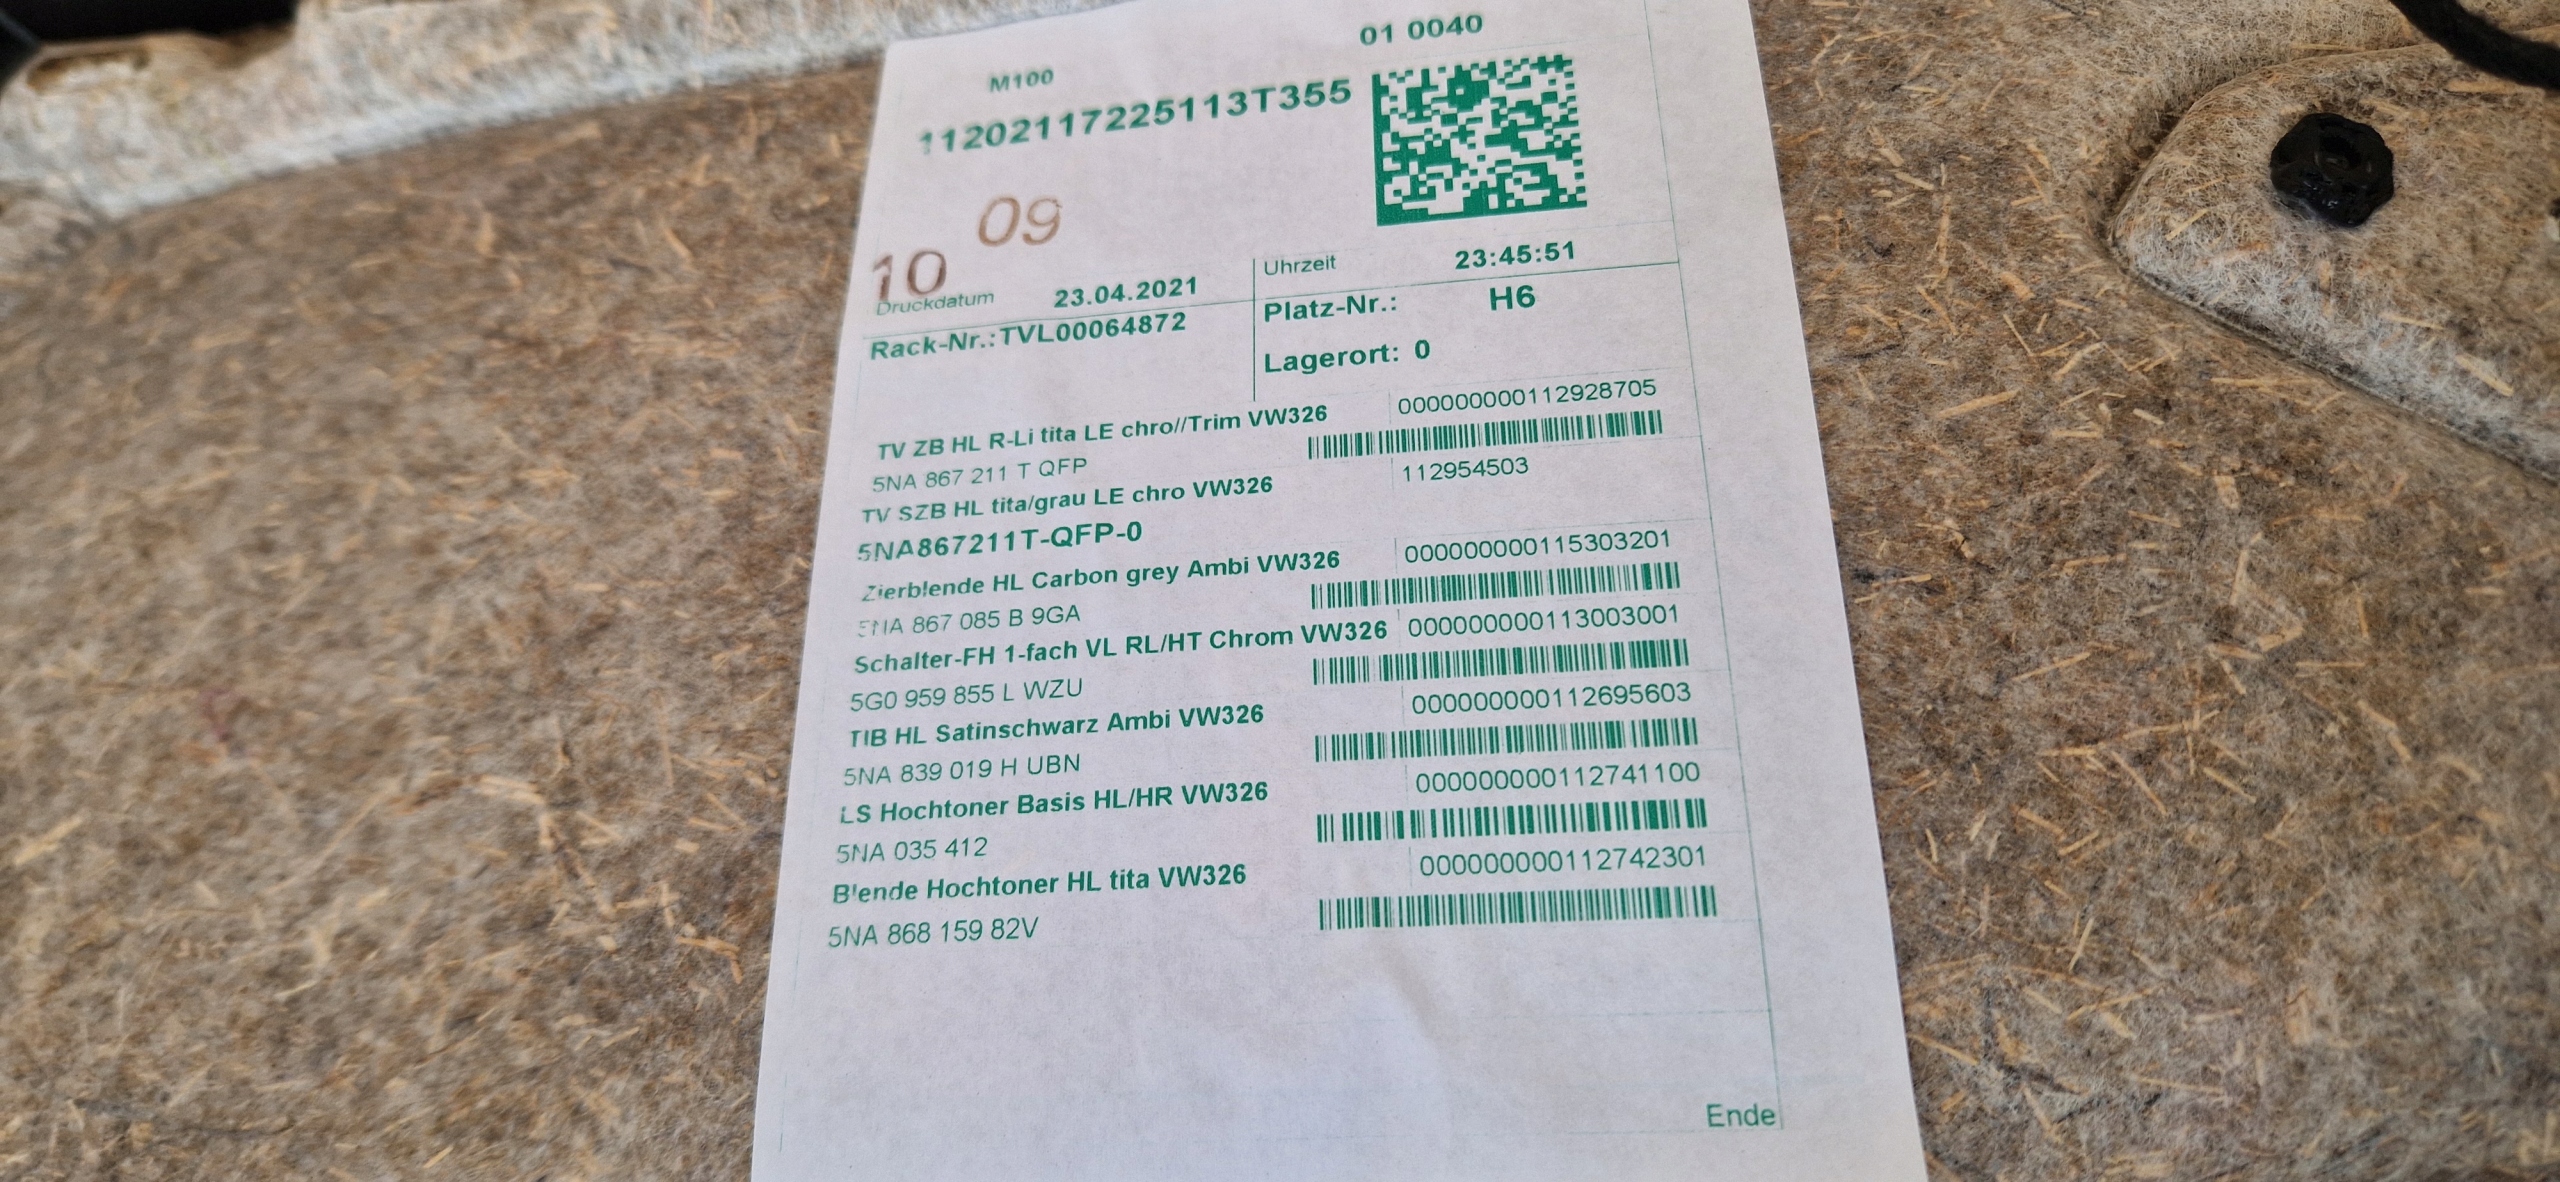 01 0040
M100
11202117225113T355
09
10
Druckdatum 23.04.2021
Uhrzeit 23:45:51
Rack-Nr.:TVL00064872
Platz-Nr.: H6
Lagerort: 0
TV ZB HL R-Li tita LE chro//Trim VW326 000000000112928705
5NA 867 211 T QFP
TV SZB HL tita/grau LE chro VW326 112954503
5NA867211T-QFP-0
Zierblende HL Carbon grey Ambi VW326 000000000115303201
5NA 867 085 B 9GA
Schalter-FH 1-fach VL RL/HT Chrom VW326 000000000113003001
5G0 959 855 L WZU
TIB HL Satinschwarz Ambi VW326 000000000112695603
5NA 839 019 H UBN
LS Hochtoner Basis HL/HR VW326 000000000112741100
5NA 035 412
Blende Hochtoner HL tita VW326 000000000112742301
5NA 868 159 82V
Ende